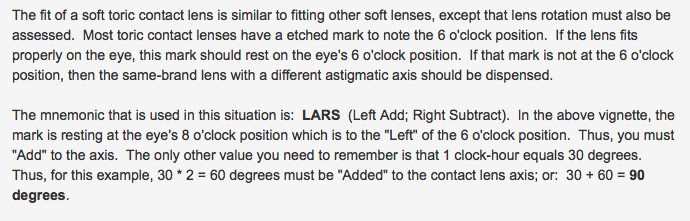 The fit of a soft toric contact lens is similar to fitting other soft lenses, except that lens rotation must also be
assessed.  Most toric contact lenses have a etched mark to note the 6 o'clock position.  If the lens fits
properly on the eye, this mark should rest on the eye's 6 o'clock position.  If that mark is not at the 6 o'clock
position, then the same-brand lens with a different astigmatic axis should be dispensed.
The mnemonic that is used in this situation is:  LARS  (Left Add; Right Subtract).  In the above vignette, the
mark is resting at the eye's 8 o'clock position which is to the "Left" of the 6 o'clock position.  Thus, you must
"Add" to the axis.  The only other value you need to remember is that 1 clock-hour equals 30 degrees.
Thus, for this example, 30 * 2 = 60 degrees must be "Added" to the contact lens axis; or:  30 + 60 = 90
degrees.